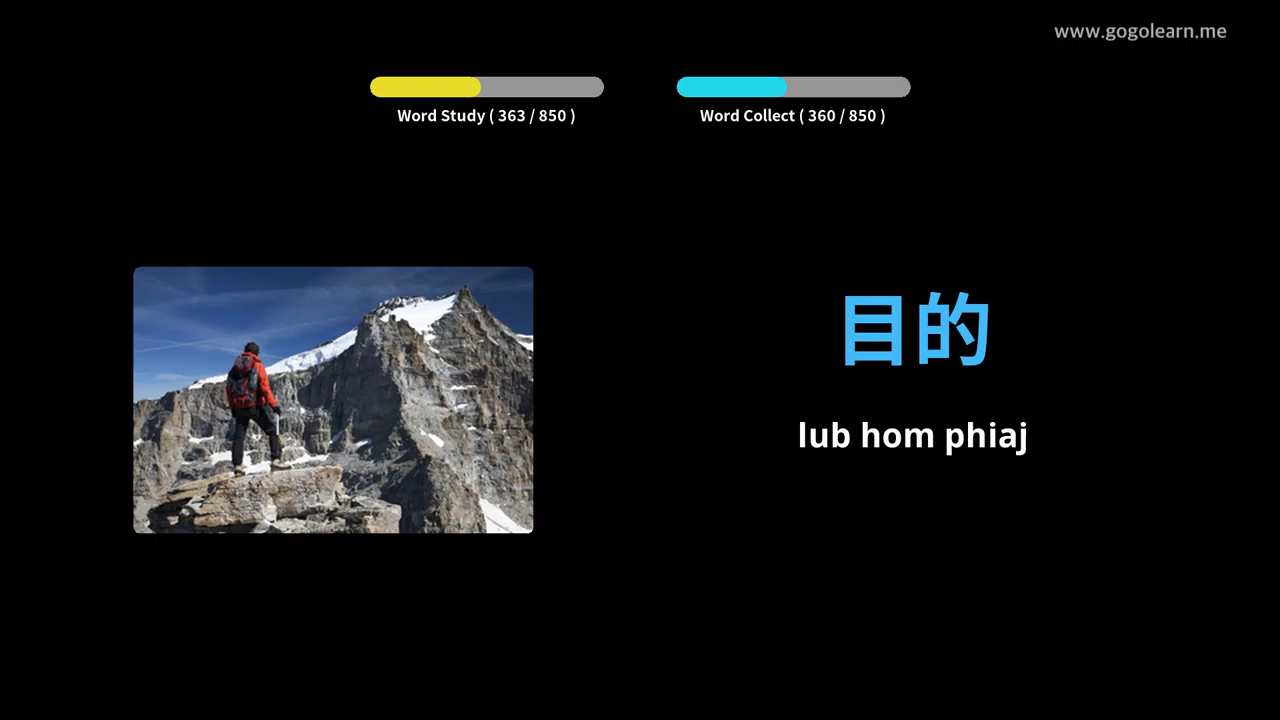 www.gogolearn.me
Word Study ( 363 / 850 )
Word Collect ( 360 / 850 )
目的
lub hom phiaj